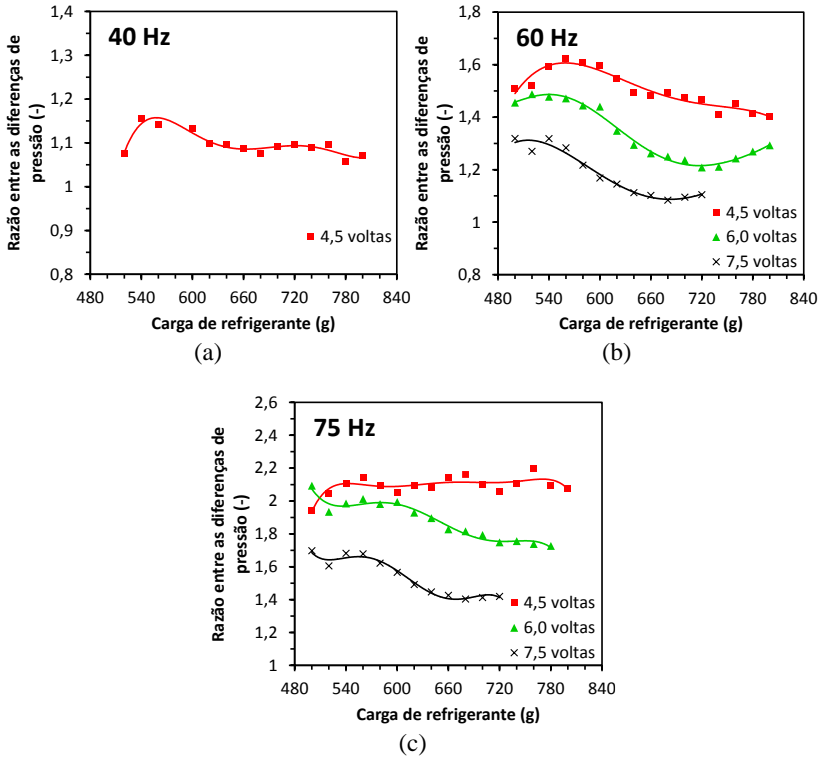 40 Hz
Razão entre as diferenças de
pressão (-)
1,4
1,3
1,2
1,1
1
0,9
0,8
480 540 600 660 720 780 840
4,5 voltas
Carga de refrigerante (g)
(a)
60 Hz
Razão entre as diferenças de
pressão (-)
1,8
1,6
1,4
1,2
1
0,8
480 540 600 660 720 780 840
4,5 voltas
6,0 voltas
7,5 voltas
Carga de refrigerante (g)
(b)
75 Hz
Razão entre as diferenças de
pressão (-)
2,6
2,4
2,2
2
1,8
1,6
1,4
1,2
1
480 540 600 660 720 780 840
4,5 voltas
6,0 voltas
7,5 voltas
Carga de refrigerante (g)
(c)